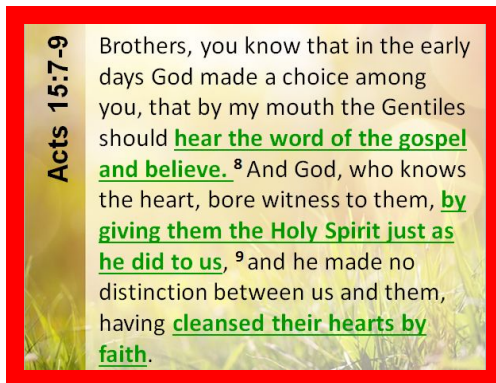 Acts 15:7-9
Brothers, you know that in the early
days God made a choice among
you, that by my mouth the Gentiles
should hear the word of the gospel
and believe. 8 And God, who knows
the heart, bore witness to them, by
giving them the Holy Spirit just as
he did to us, 9 and he made no
distinction between us and them,
having cleansed their hearts by
faith.